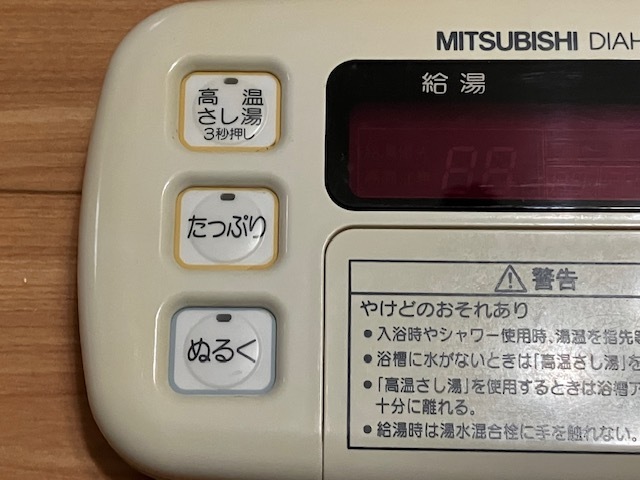 MITSUBISHI DIAH
給湯
高温
さし湯
3秒押し
たっぷり
ぬるく
警告
やけどのおそれあり
• 入浴時やシャワー使用時、湯温を指先
• 浴槽に水がないときは「高温さし湯」を
• 「高温さし湯」を使用するときは浴槽ア
十分に離れる。
• 給湯時は湯水混合栓に手を触れない。